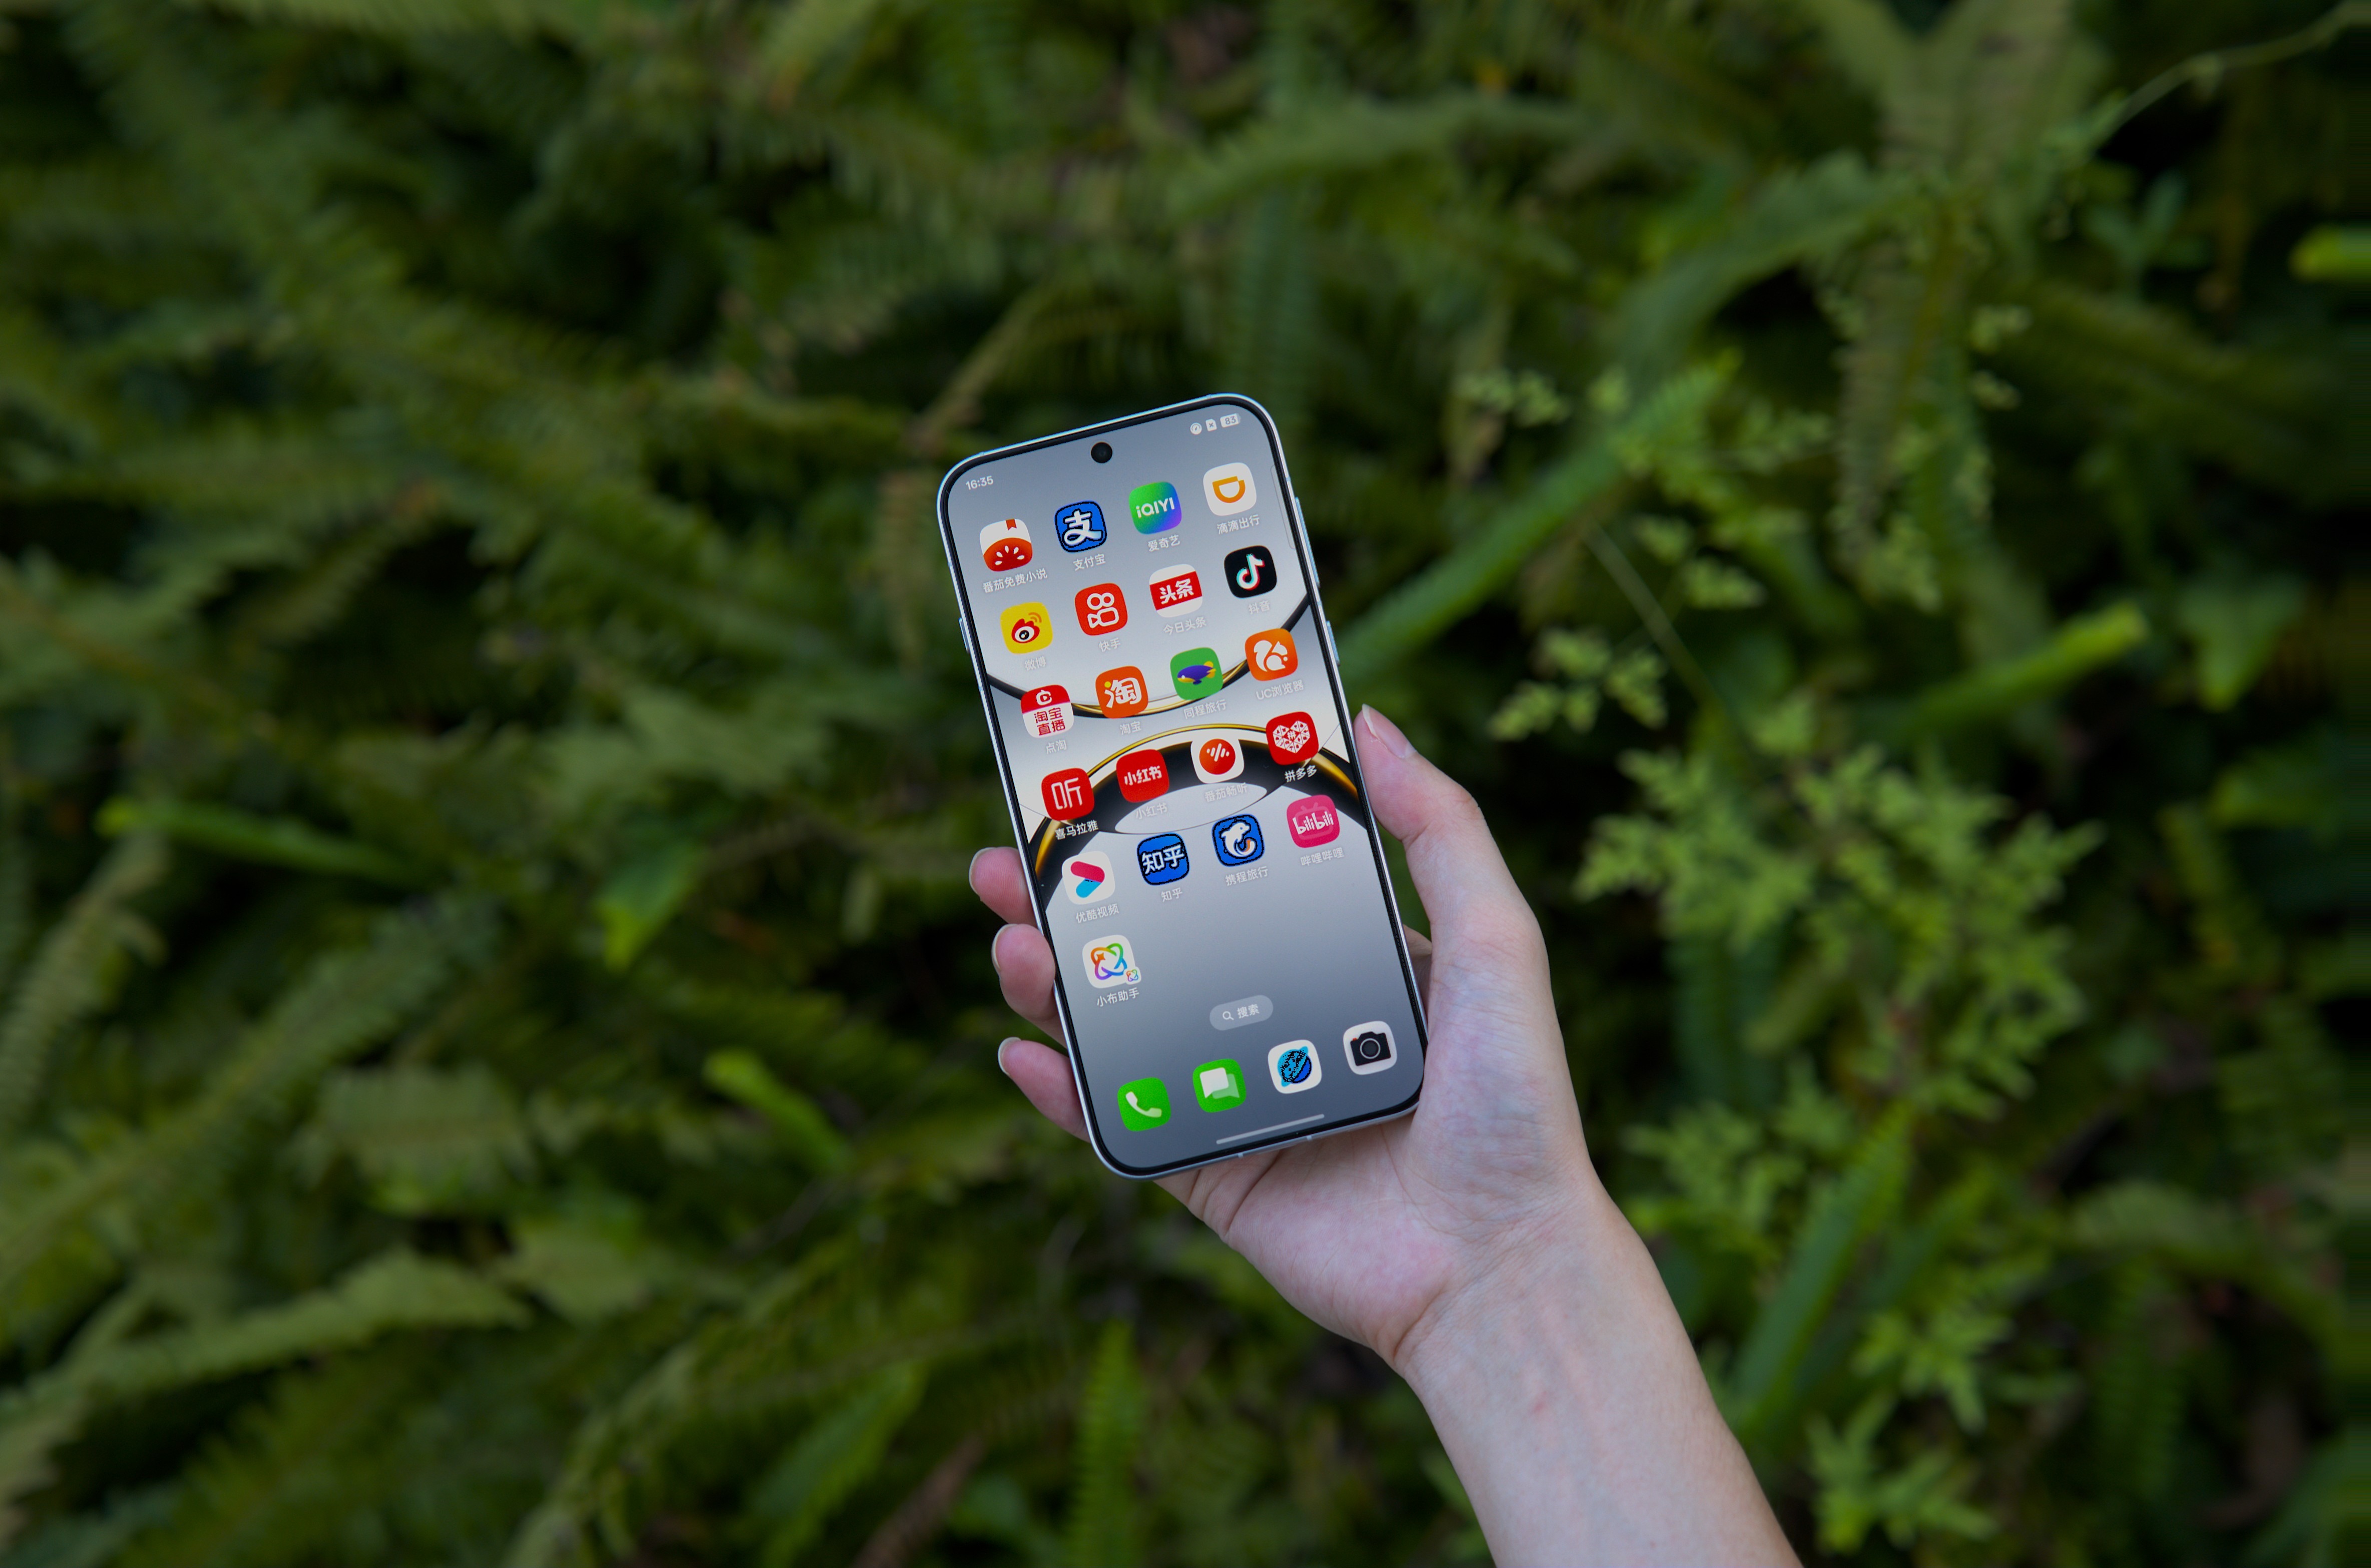 16:35
83
支
iQIYI
番茄免费小说
支付宝
爱奇艺
滴滴出行
头条
微博
快手
今日头条
抖音
淘宝
直播
淘
点淘
淘宝
同程旅行
UC浏览器
听
小红书
拼
喜马拉雅
小红书
番茄畅听
拼多多
知乎
bilibili
优酷视频
知乎
携程旅行
哔哩哔哩
小布助手
搜索